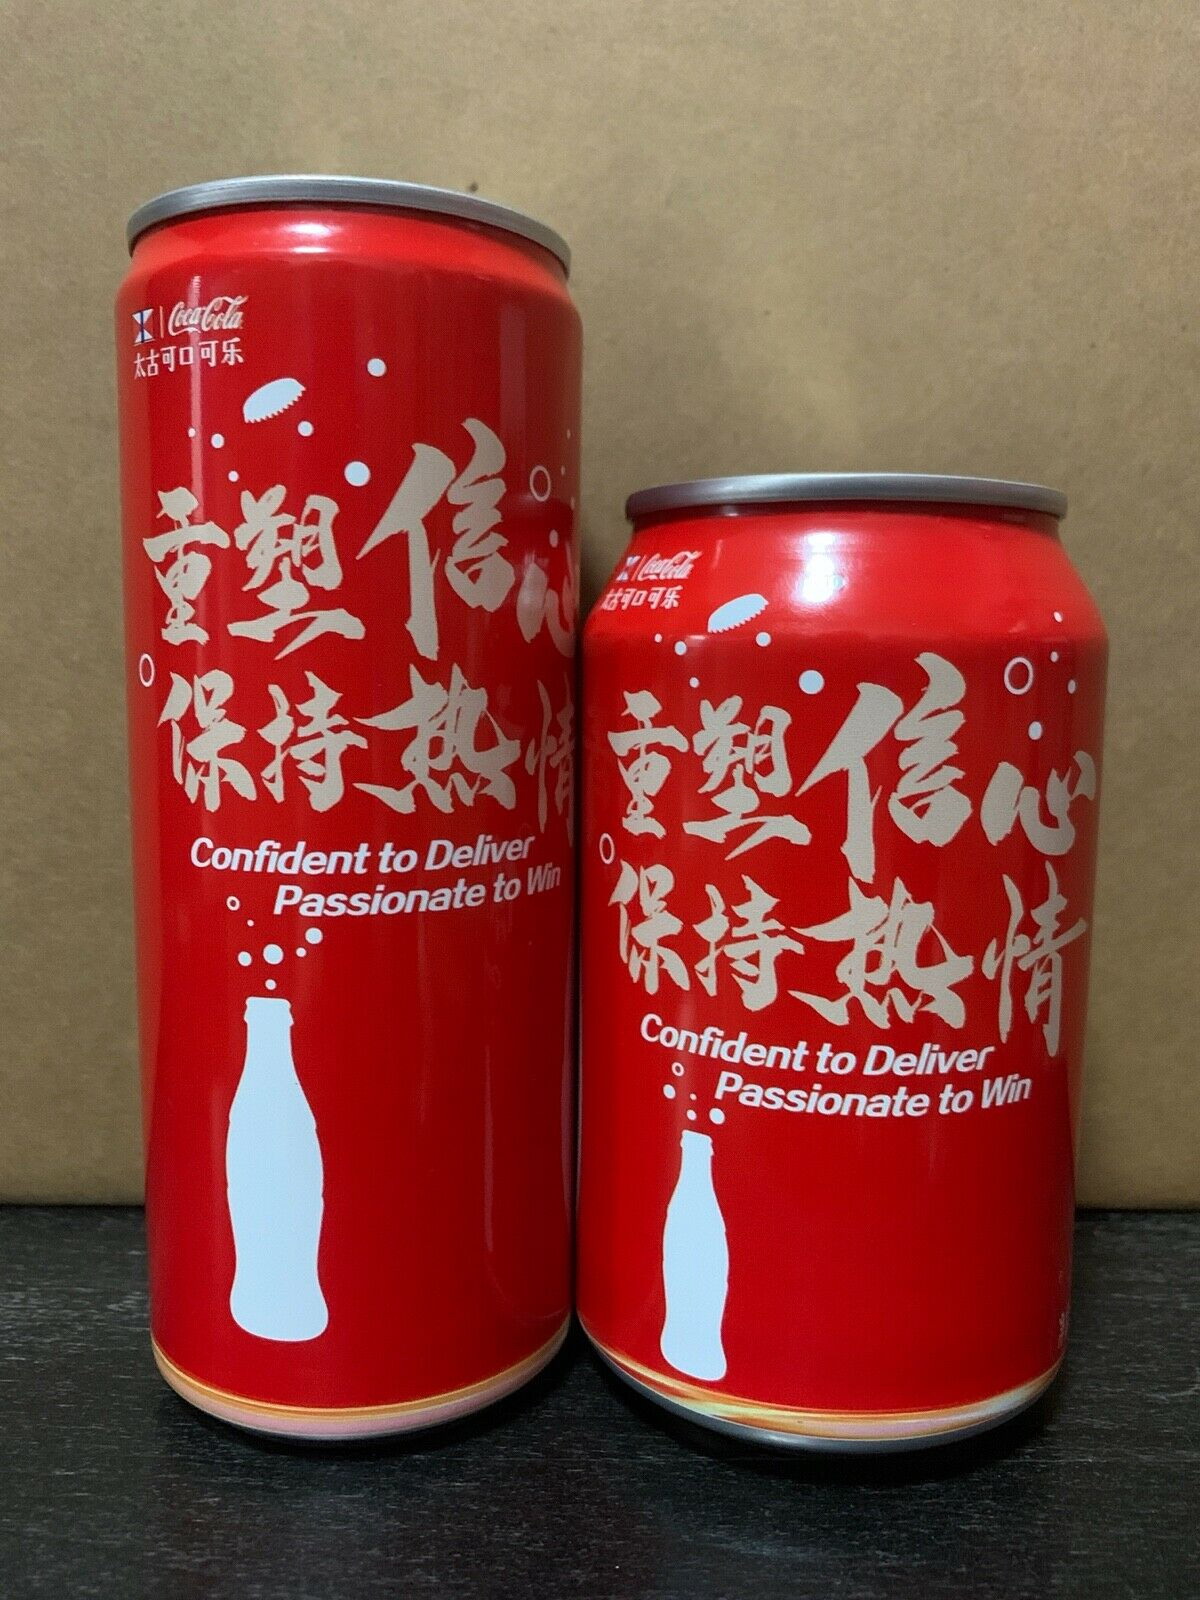 Coca-Cola
太古可口可乐
重塑信心
保持热情
Confident to Deliver
Passionate to Win
Coca-Cola
太古可口可乐
重塑信心
保持热情
Confident to Deliver
Passionate to Win